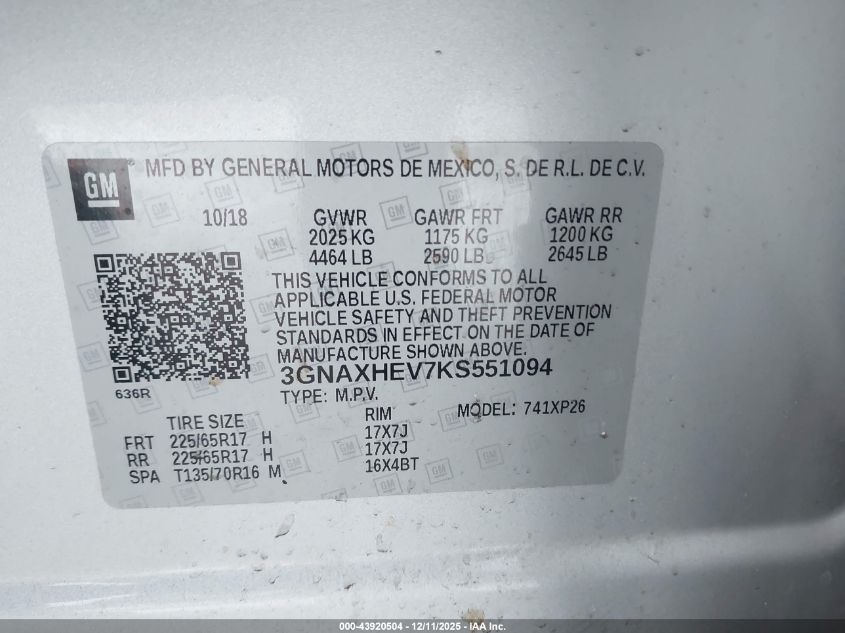 GM MFD BY GENERAL MOTORS DE MEXICO, S. DE R.L. DE C.V.
10/18 GVWR GAWR FRT GAWR RR
2025 KG 1175 KG 1200 KG
4464 LB 2590 LB 2645 LB
THIS VEHICLE CONFORMS TO ALL
APPLICABLE U.S. FEDERAL MOTOR
VEHICLE SAFETY AND THEFT PREVENTION
STANDARDS IN EFFECT ON THE DATE OF
MANUFACTURE SHOWN ABOVE.
3GNAXHEV7KS551094
636R
TYPE: M.P.V. MODEL: 741XP26
TIRE SIZE RIM
FRT 225/65R17 H 17X7J
RR 225/65R17 H 17X7J
SPA T135/70R16 M 16X4BT
000-43920504 - 12/11/2025 - IAA Inc.